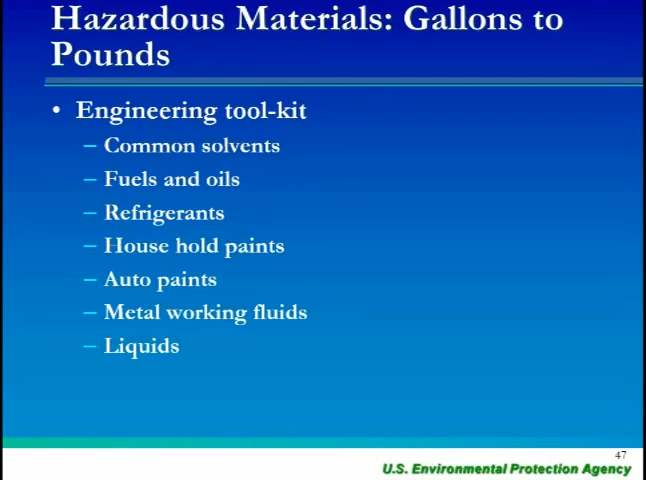 Hazardous Materials: Gallons to
Pounds
• Engineering tool-kit
– Common solvents
– Fuels and oils
– Refrigerants
– House hold paints
– Auto paints
– Metal working fluids
– Liquids
47
U.S. Environmental Protection Agency